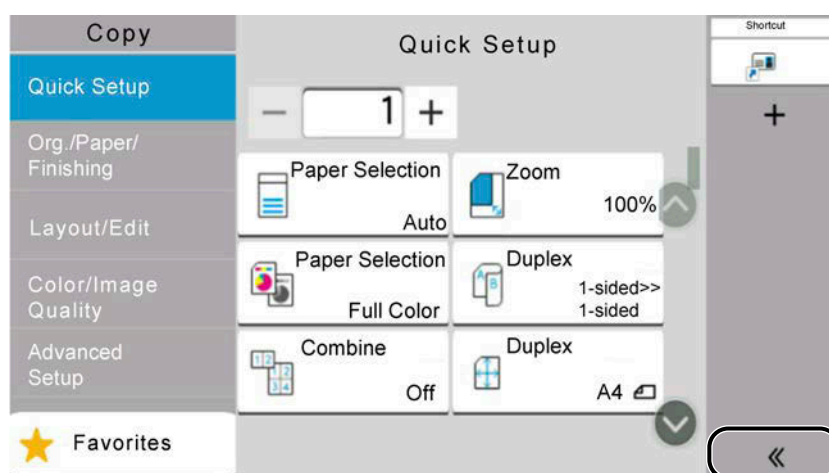 Copy
Quick Setup
Org./Paper/
Finishing
Layout/Edit
Color/Image
Quality
Advanced
Setup
Favorites
Quick Setup
− 1 +
Paper Selection
Auto
Zoom
100%
Paper Selection
Full Color
Duplex
1-sided>>
1-sided
Combine
Off
Duplex
A4
Shortcut
+
«